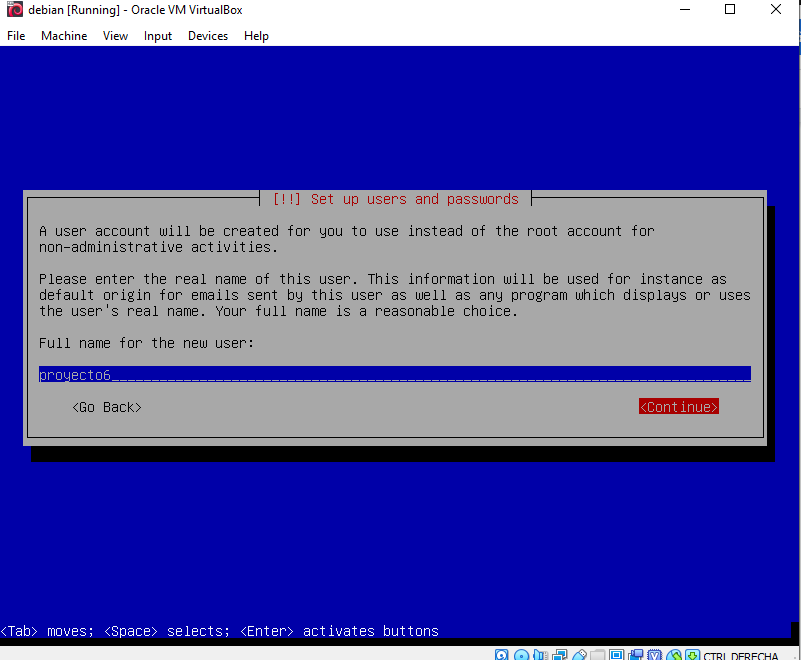 debian [Running] - Oracle VM VirtualBox
File Machine View Input Devices Help
[!!] Set up users and passwords
A user account will be created for you to use instead of the root account for
non-administrative activities.
Please enter the real name of this user. This information will be used for instance as
default origin for emails sent by this user as well as any program which displays or uses
the user's real name. Your full name is a reasonable choice.
Full name for the new user:
proyecto6
<Go Back> <Continue>
<Tab> moves; <Space> selects; <Enter> activates buttons
CTRL DERECHA